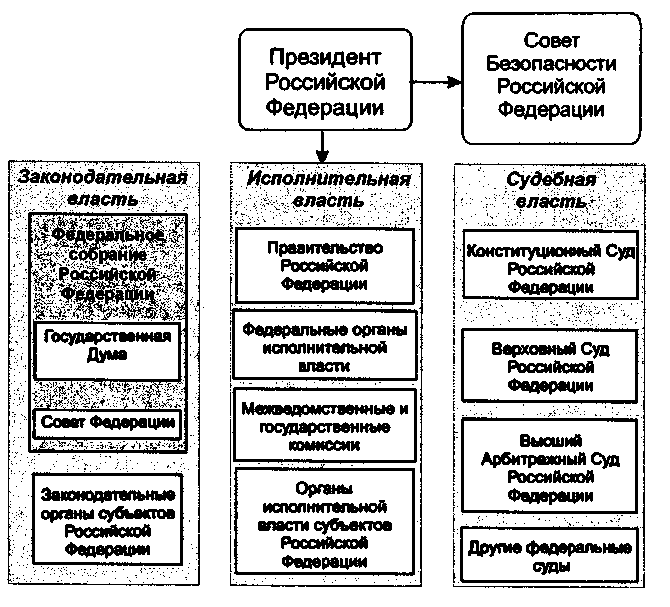 Президент
Российской
Федерации
Совет
Безопасности
Российской
Федерации
Законодательная
власть
Федеральное
собрание
Российской
Федерации
Государственная
Дума
Совет Федерации
Законодательные
органы субъектов
Российской
Федерации
Исполнительная
власть
Правительство
Российской
Федерации
Федеральные органы
исполнительной
власти
Межведомственные и
государственные
комиссии
Органы
исполнительной
власти субъектов
Российской
Федерации
Судебная
власть
Конституционный Суд
Российской
Федерации
Верховный Суд
Российской
Федерации
Высший
Арбитражный Суд
Российской
Федерации
Другие федеральные
суды